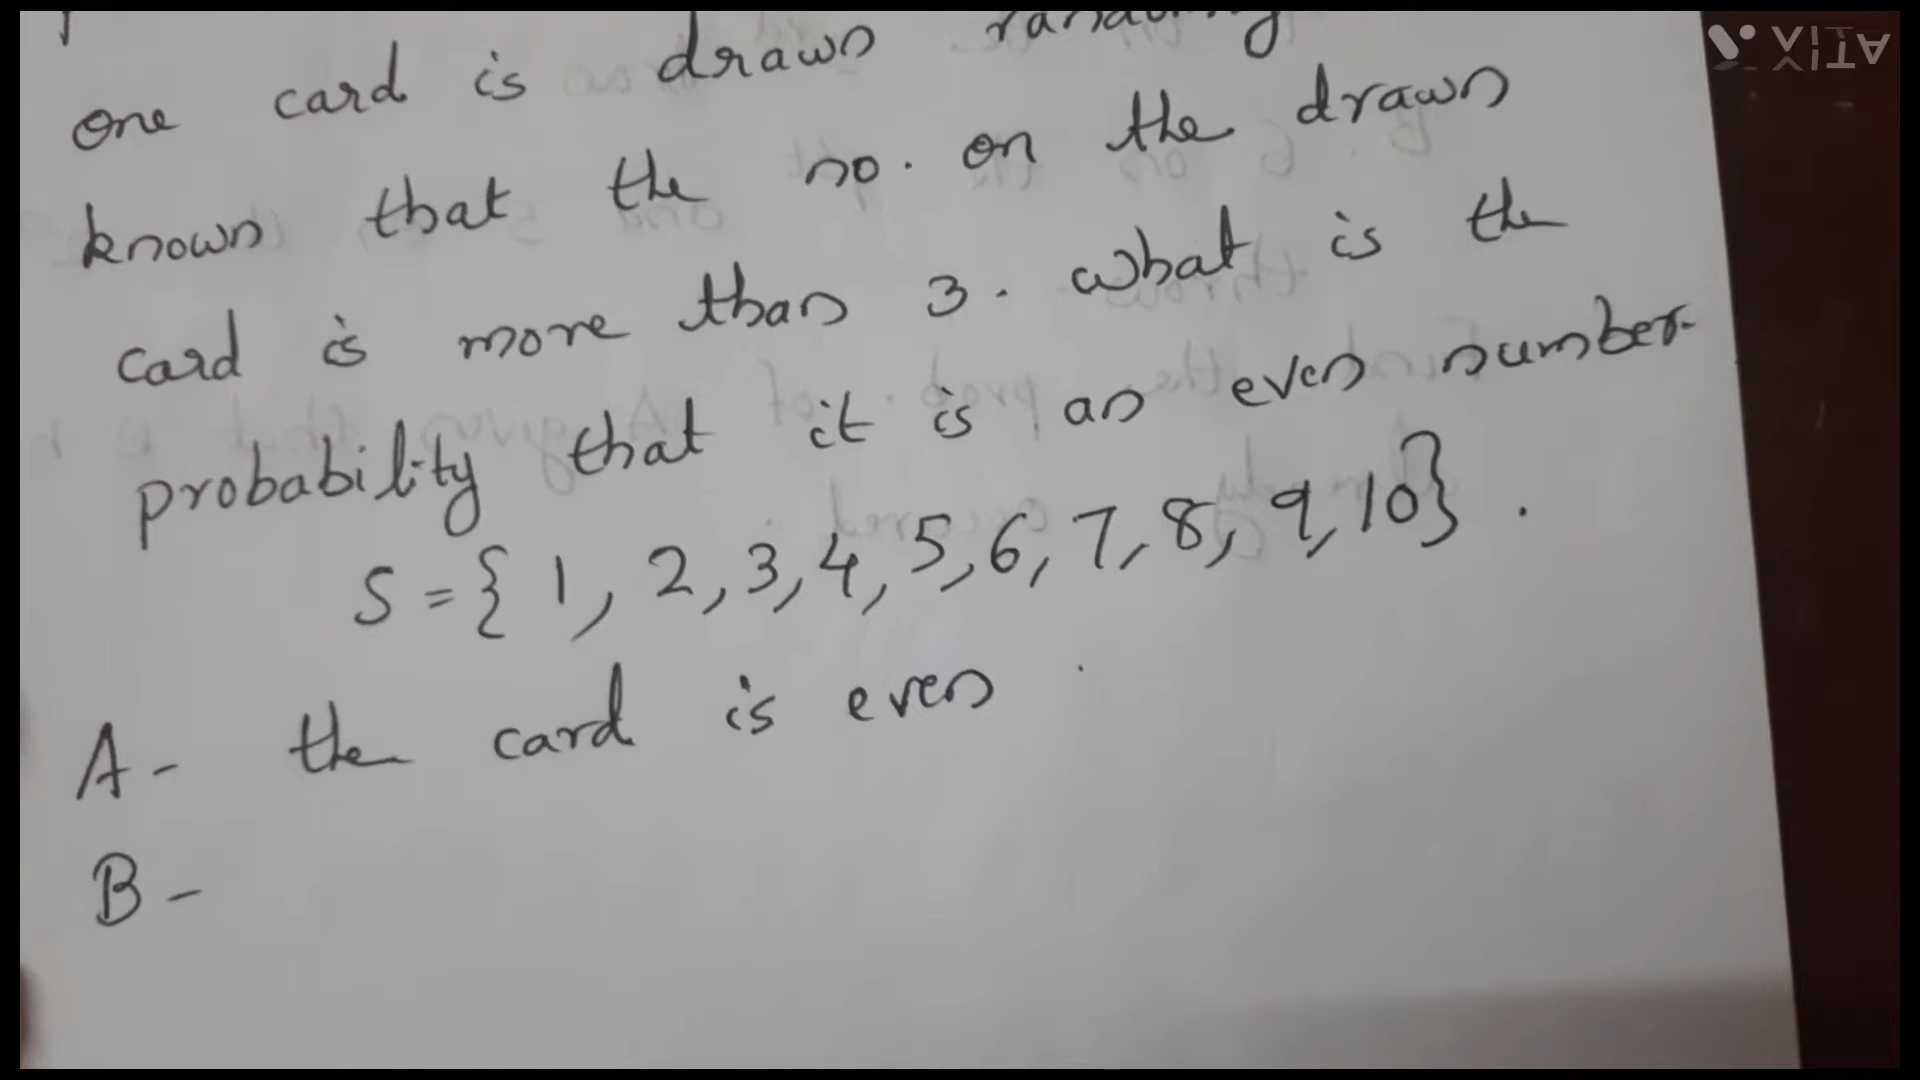 one card is drawn randomly
known that the no. on the drawn
card is more than 3. what is the
probability that it is an even number.
S = { 1, 2, 3, 4, 5, 6, 7, 8, 9, 10} .
A - the card is even
B -